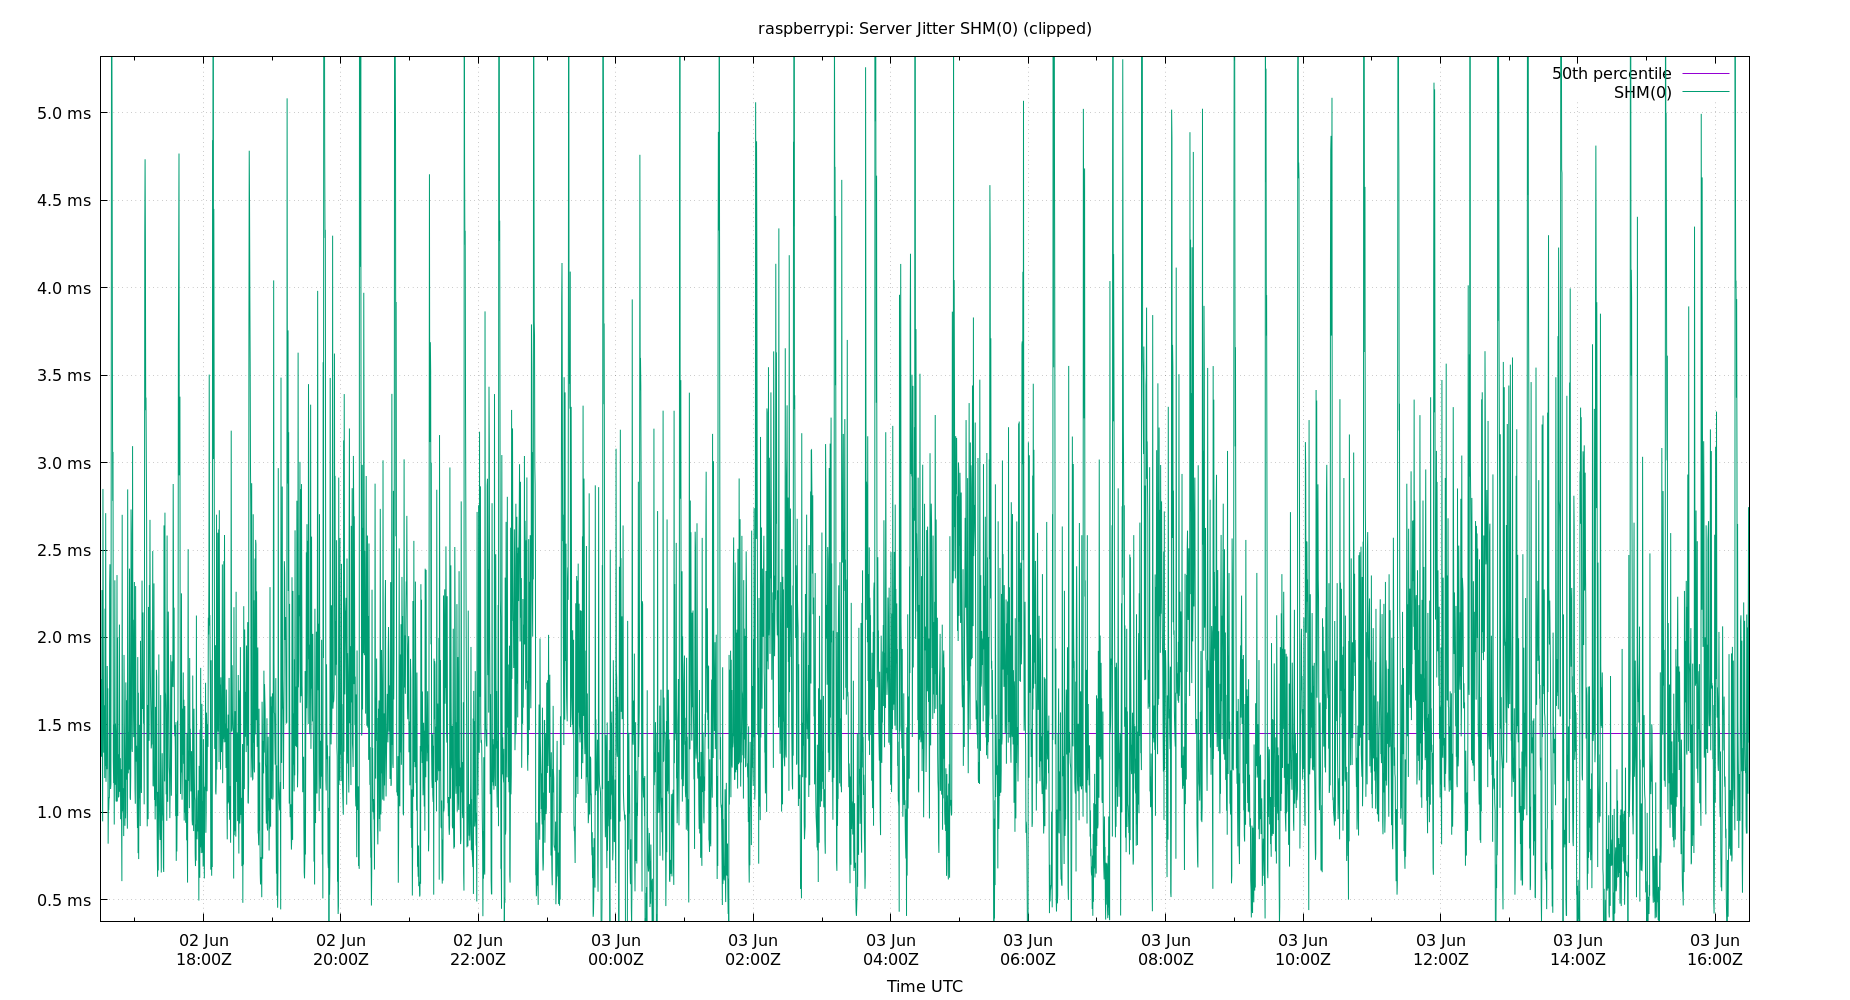 raspberrypi: Server Jitter SHM(0) (clipped)
50th percentile
SHM(0)
5.0 ms
4.5 ms
4.0 ms
3.5 ms
3.0 ms
2.5 ms
2.0 ms
1.5 ms
1.0 ms
0.5 ms
02 Jun 02 Jun 02 Jun 03 Jun 03 Jun 03 Jun 03 Jun 03 Jun 03 Jun 03 Jun 03 Jun 03 Jun
18:00Z 20:00Z 22:00Z 00:00Z 02:00Z 04:00Z 06:00Z 08:00Z 10:00Z 12:00Z 14:00Z 16:00Z
Time UTC